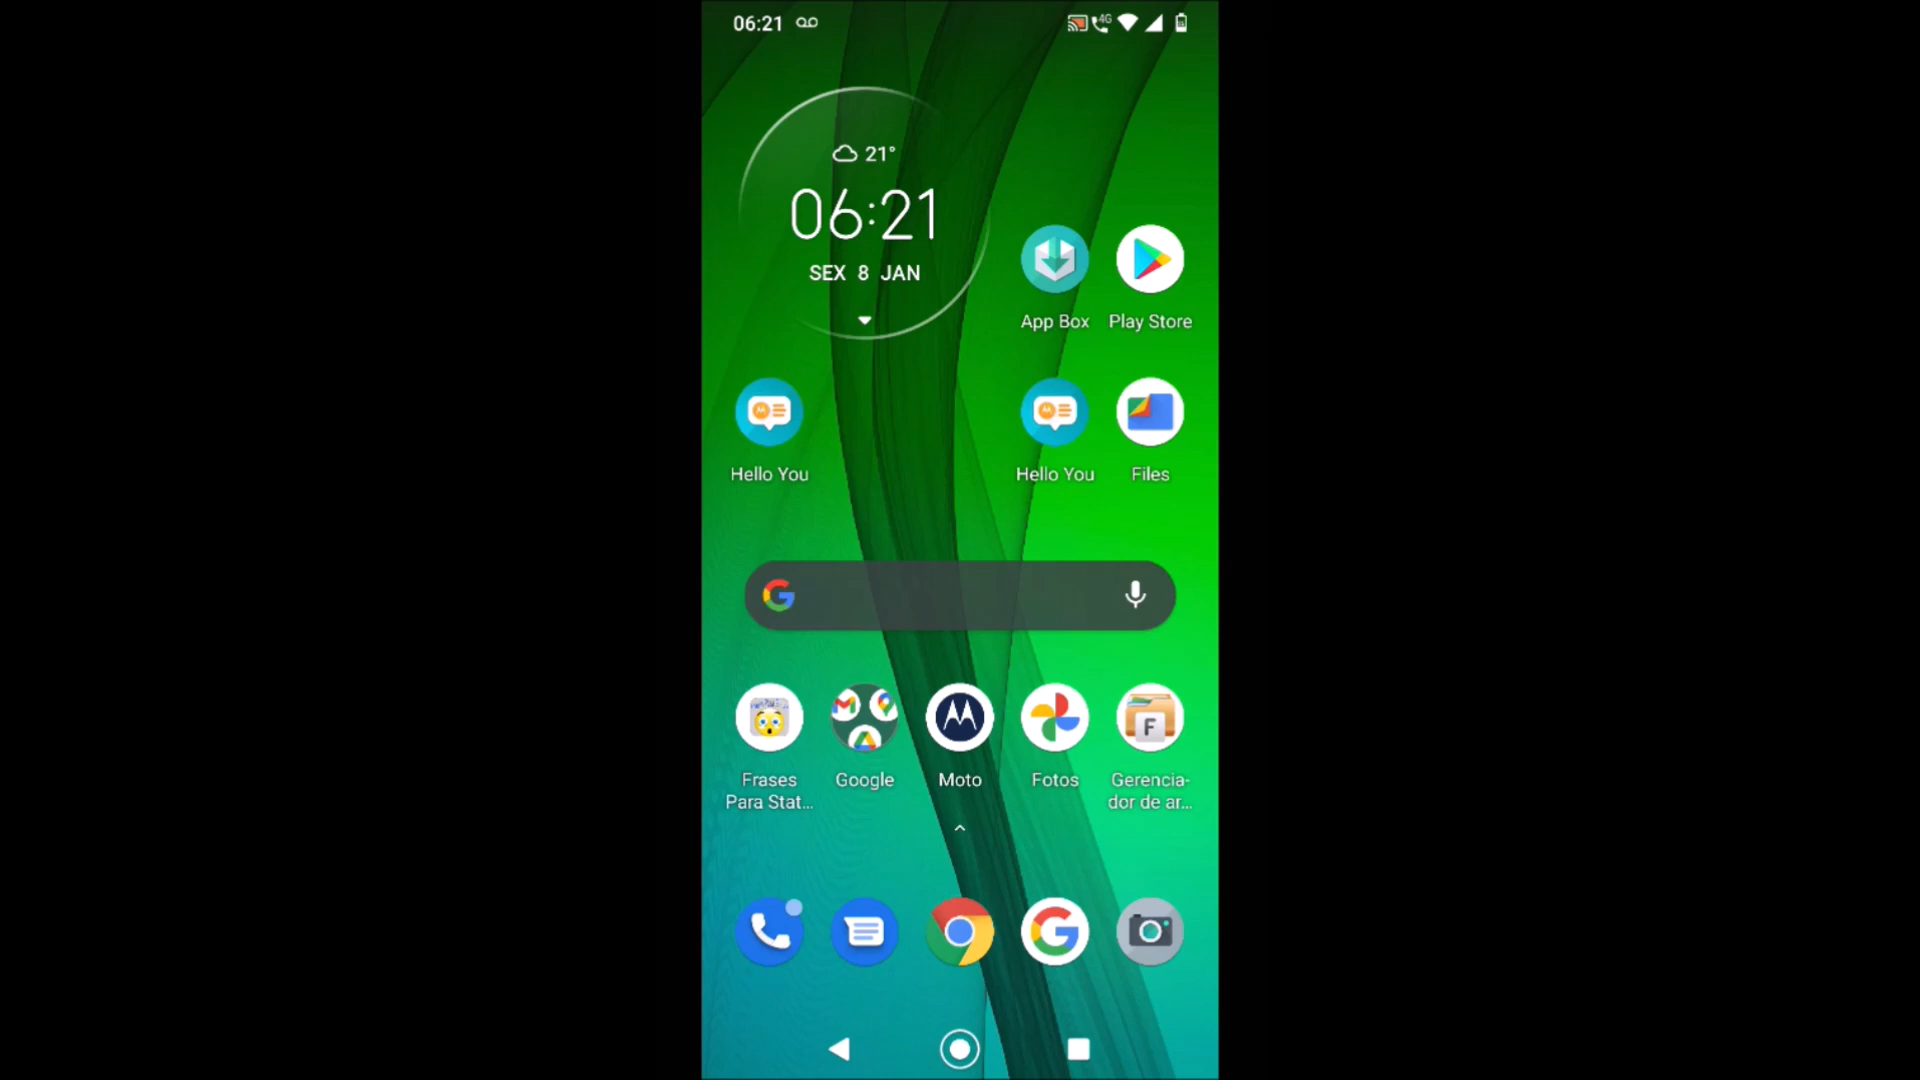 06:21
4G
21°
06:21
SEX 8 JAN
App Box
Play Store
Hello You
Hello You
Files
Frases
Para Stat...
Google
Moto
Fotos
Gerencia-
dor de ar...
F